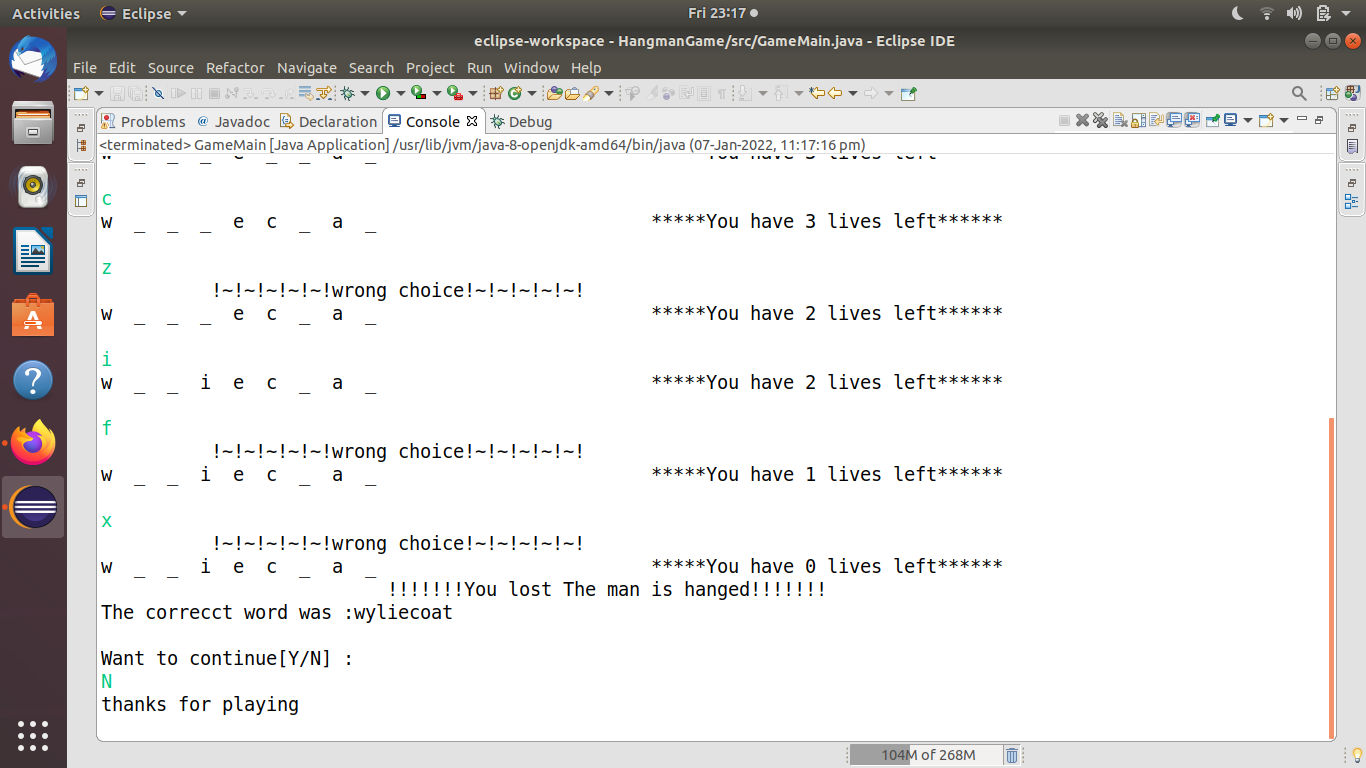 Activities Eclipse Fri 23:17
eclipse-workspace - HangmanGame/src/GameMain.java - Eclipse IDE
File Edit Source Refactor Navigate Search Project Run Window Help
Problems Javadoc Declaration Console Debug
<terminated> GameMain [Java Application] /usr/lib/jvm/java-8-openjdk-amd64/bin/java (07-Jan-2022, 11:17:16 pm)
w _ _ _ e _ _ a _ *****You have 3 lives left******
c
w _ _ _ e c _ a _ *****You have 3 lives left******
z
!~!~!~!~!~!wrong choice!~!~!~!~!~!
w _ _ _ e c _ a _ *****You have 2 lives left******
i
w _ _ i e c _ a _ *****You have 2 lives left******
f
!~!~!~!~!~!wrong choice!~!~!~!~!~!
w _ _ i e c _ a _ *****You have 1 lives left******
x
!~!~!~!~!~!wrong choice!~!~!~!~!~!
w _ _ i e c _ a _ *****You have 0 lives left******
!!!!!!!You lost The man is hanged!!!!!!!
The correcct word was :wyliecoat
Want to continue[Y/N] :
N
thanks for playing
104M of 268M